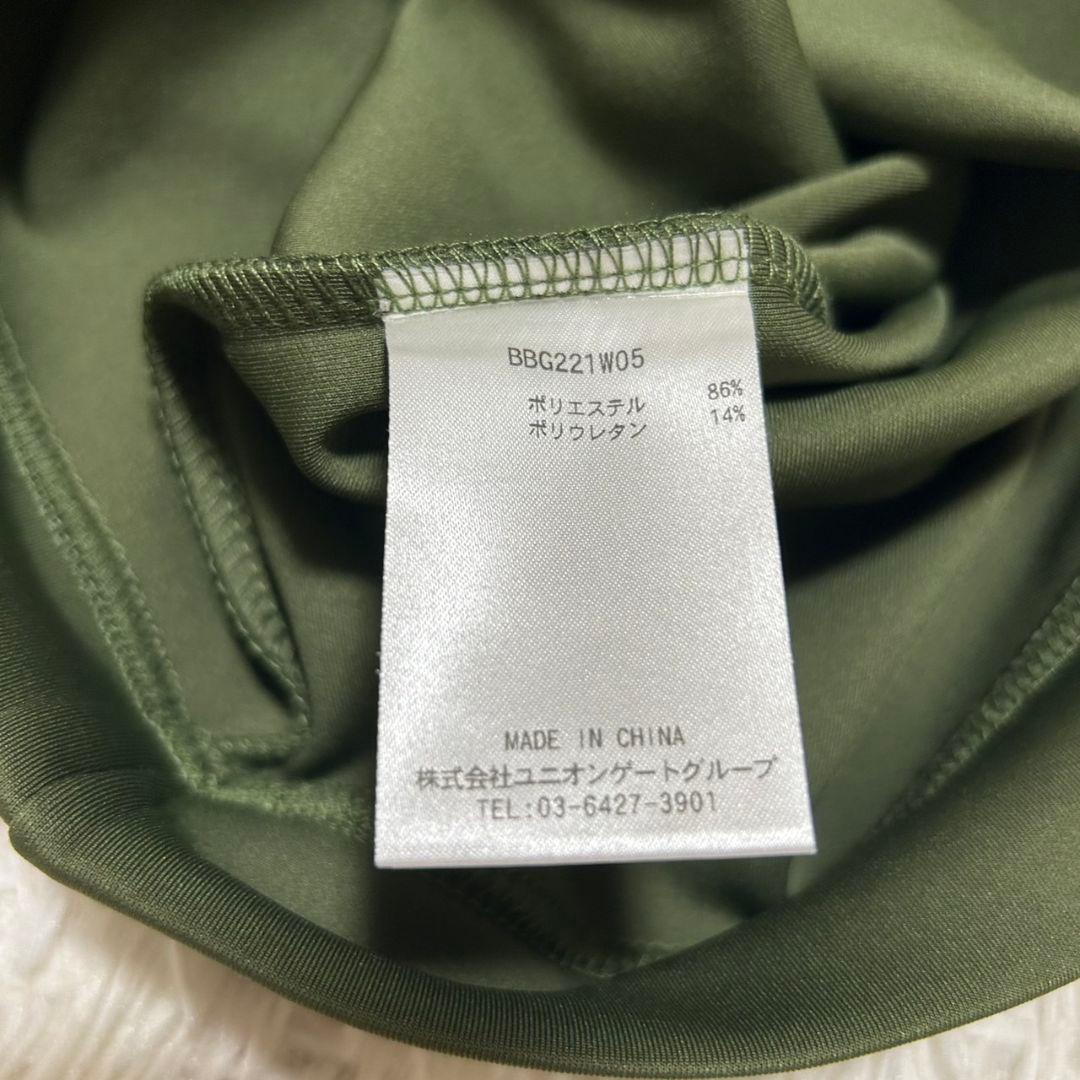 BBG221W05
ポリエステル 86%
ポリウレタン 14%
MADE IN CHINA
株式会社ユニオンゲートグループ
TEL:03-6427-3901